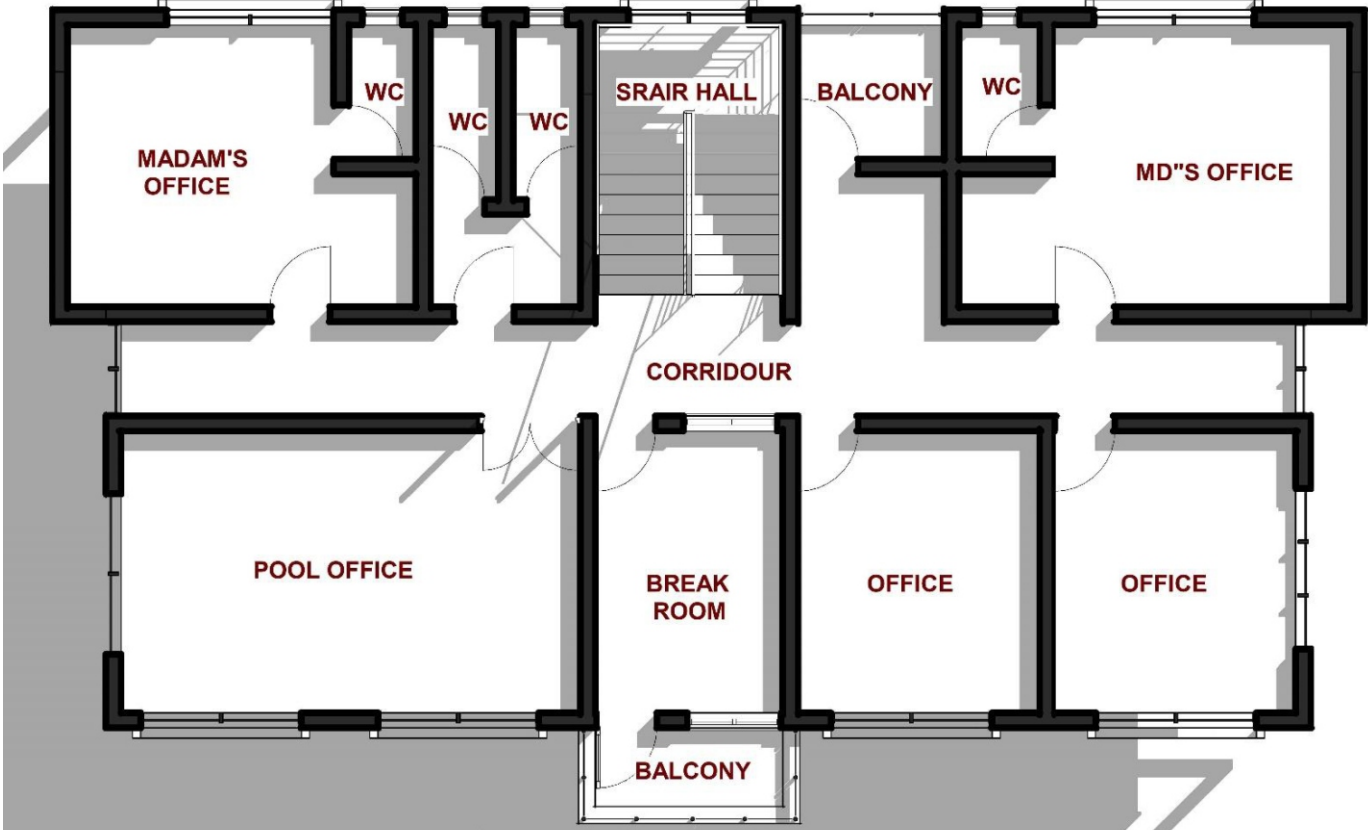 WC
SRAIR HALL
BALCONY
WC
WC
WC
MADAM'S
OFFICE
MD"S OFFICE
CORRIDOUR
POOL OFFICE
BREAK
ROOM
OFFICE
OFFICE
BALCONY